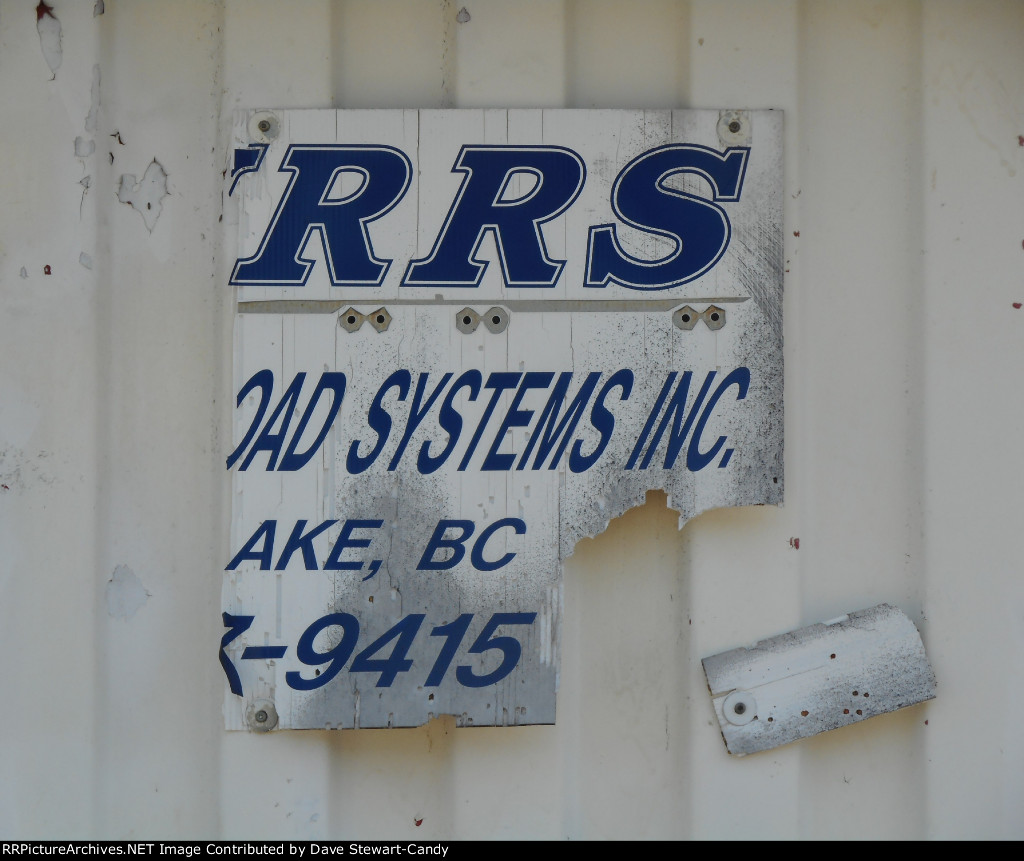 RRS
OAD SYSTEMS INC.
AKE, BC
-9415
RRPictureArchives.NET Image Contributed by Dave Stewart-Candy